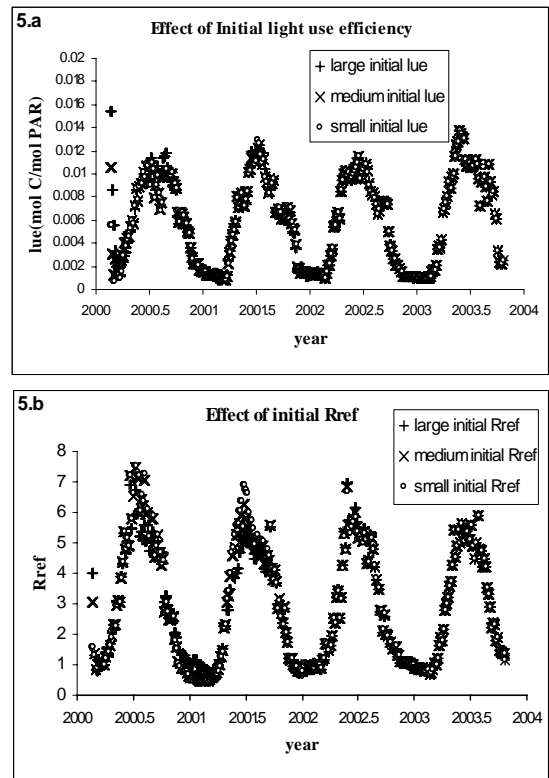 5.a
Effect of Initial light use efficiency
+ large initial lue
× medium initial lue
○ small initial lue
lue(mol C/mol PAR)
0.02
0.018
0.016
0.014
0.012
0.01
0.008
0.006
0.004
0.002
0
2000 2000.5 2001 2001.5 2002 2002.5 2003 2003.5 2004
year
5.b
Effect of initial Rref
+ large initial Rref
× medium initial Rref
○ small initial Rref
Rref
8
7
6
5
4
3
2
1
0
2000 2000.5 2001 2001.5 2002 2002.5 2003 2003.5 2004
year